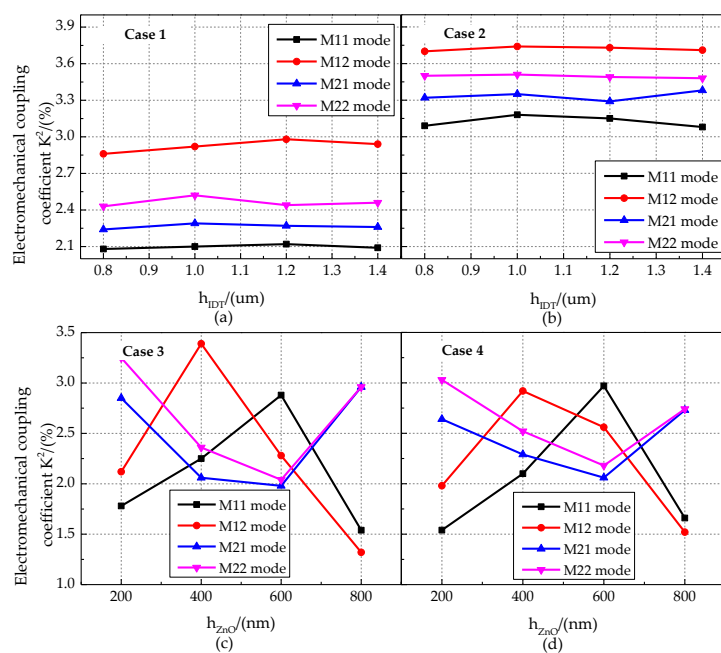 Electromechanical coupling
coefficient K²/(%)
3.9
3.6
3.3
3.0
2.7
2.4
2.1
Case 1
M11 mode
M12 mode
M21 mode
M22 mode
0.8 0.9 1.0 1.1 1.2 1.3 1.4
h_IDT/(um)
(a)
Case 2
M11 mode
M12 mode
M21 mode
M22 mode
0.8 0.9 1.0 1.1 1.2 1.3 1.4
h_IDT/(um)
(b)
Electromechanical coupling
coefficient K²/(%)
3.5
3.0
2.5
2.0
1.5
1.0
Case 3
M11 mode
M12 mode
M21 mode
M22 mode
200 400 600 800
h_ZnO/(nm)
(c)
Case 4
M11 mode
M12 mode
M21 mode
M22 mode
200 400 600 800
h_ZnO/(nm)
(d)